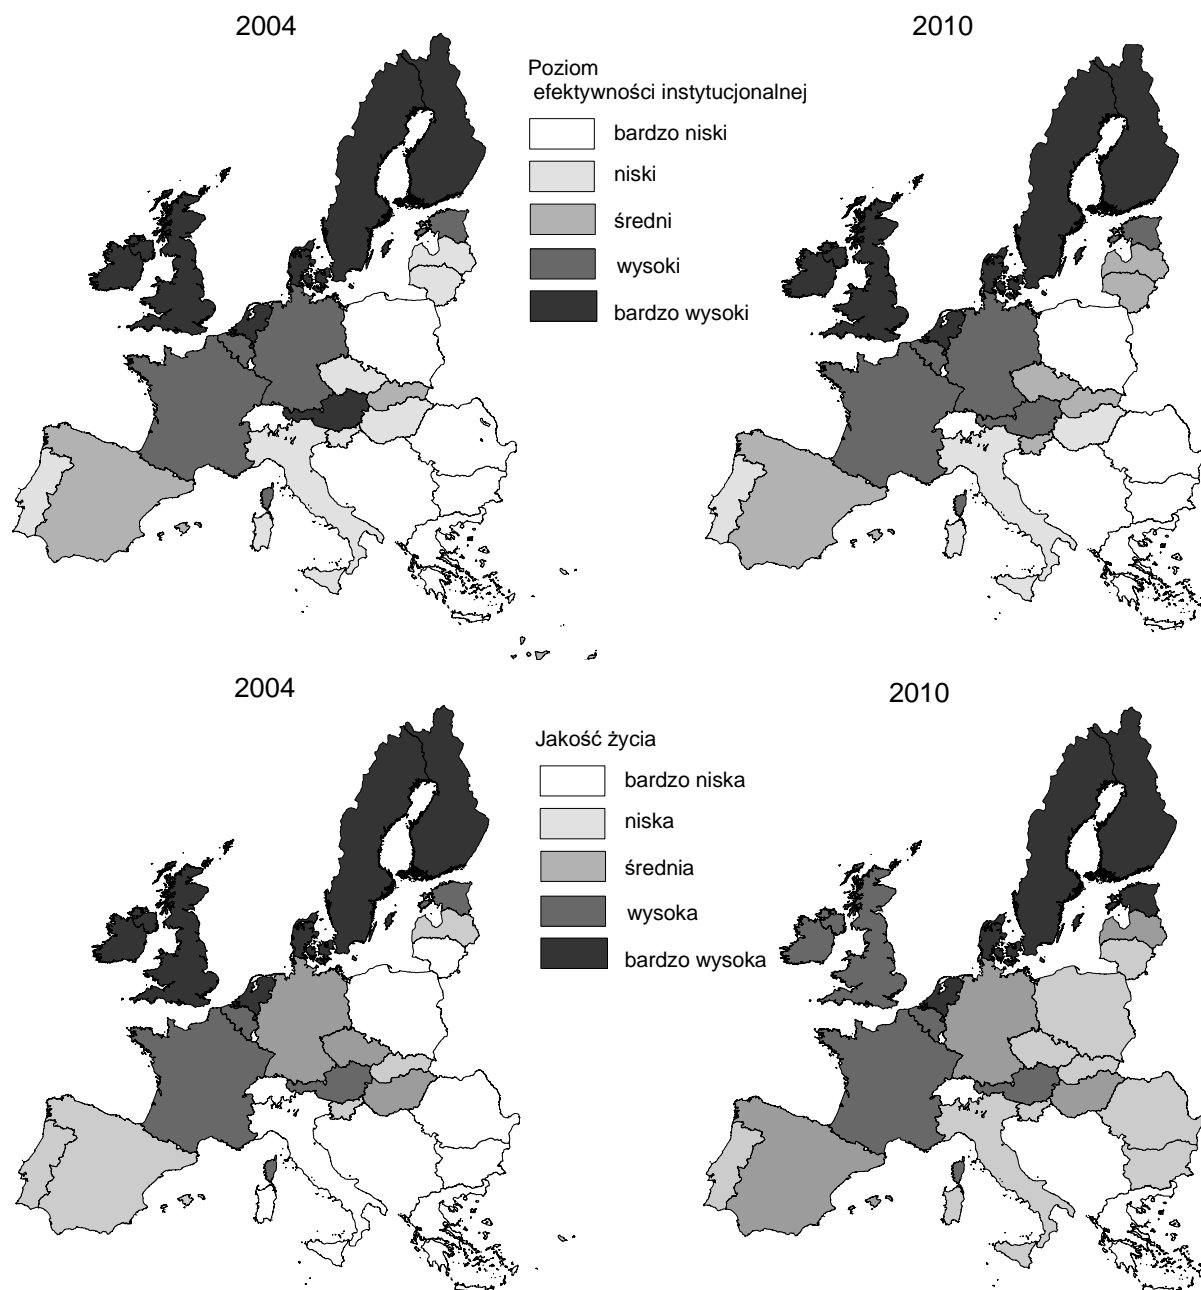 2004
2010
Poziom
efektywności instytucjonalnej
bardzo niski
niski
średni
wysoki
bardzo wysoki
2004
2010
Jakość życia
bardzo niska
niska
średnia
wysoka
bardzo wysoka